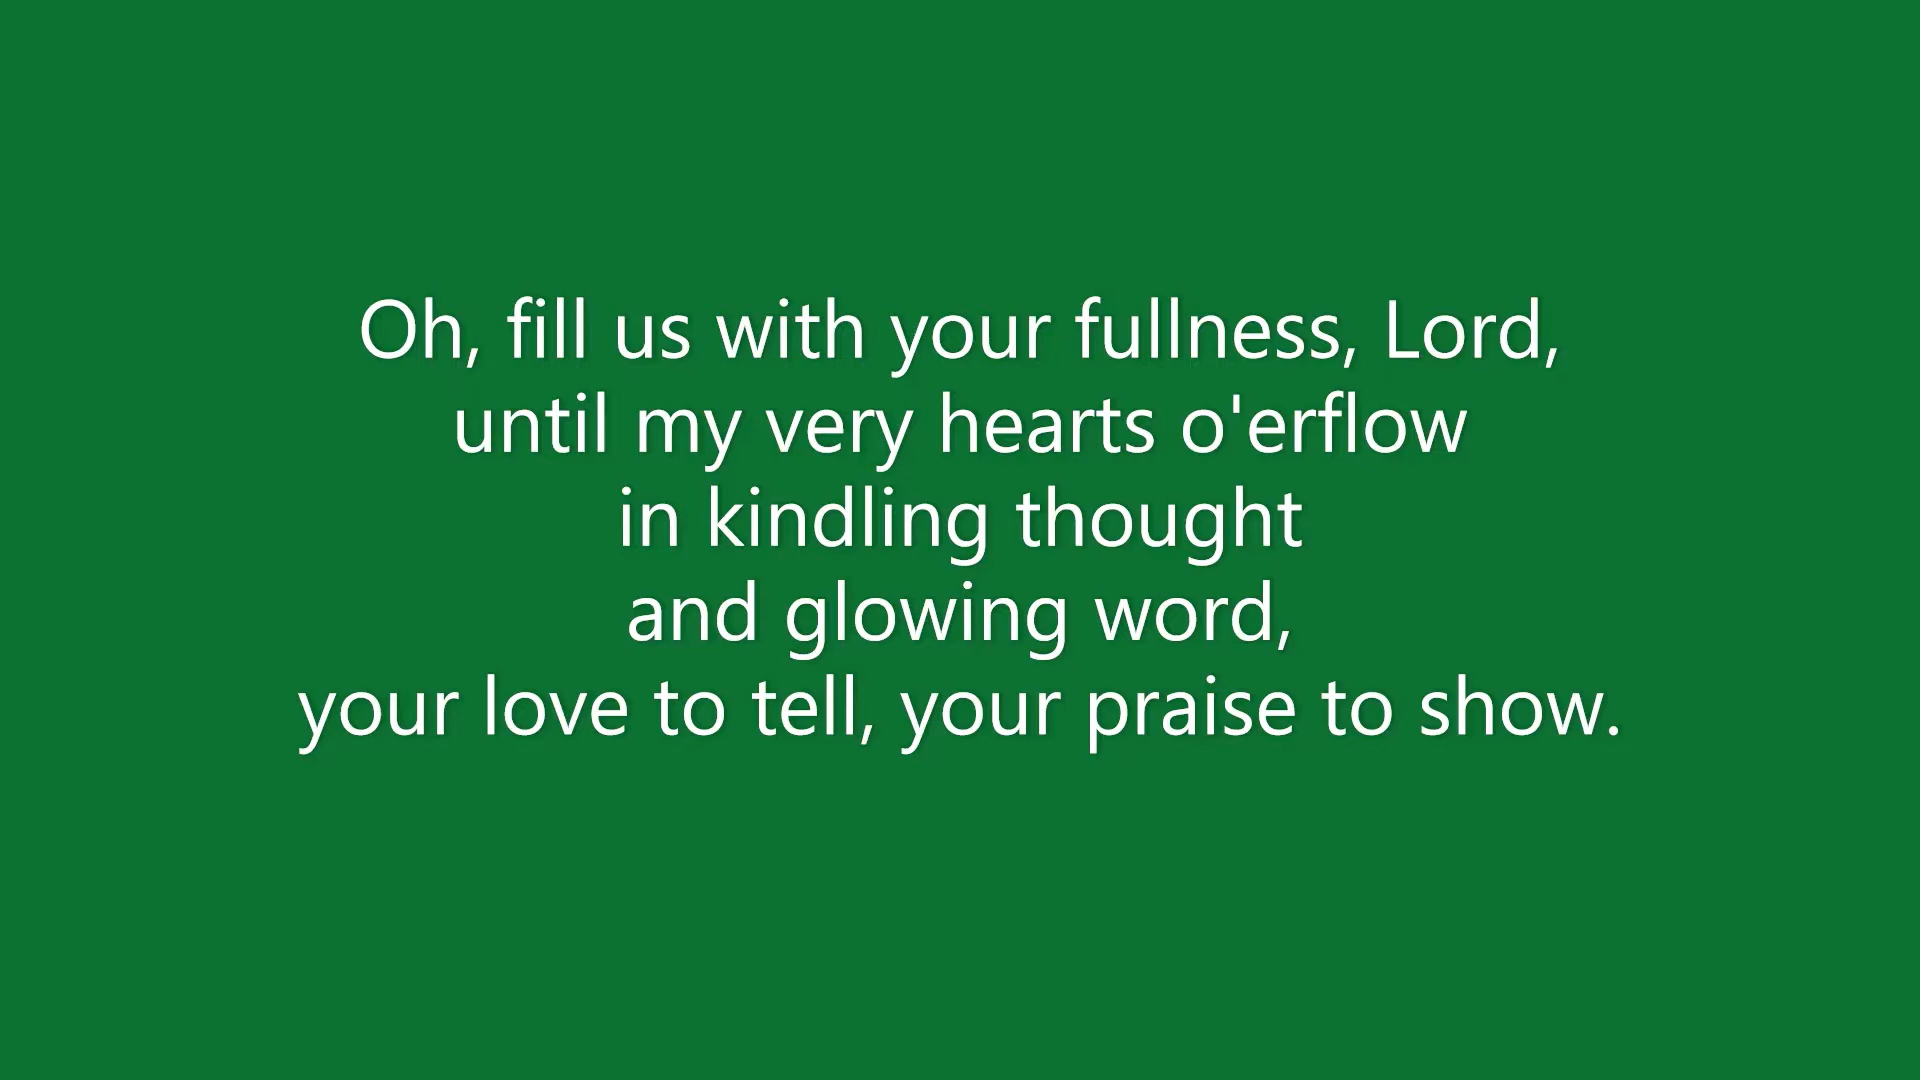 Oh, fill us with your fullness, Lord,
until my very hearts o'erflow
in kindling thought
and glowing word,
your love to tell, your praise to show.